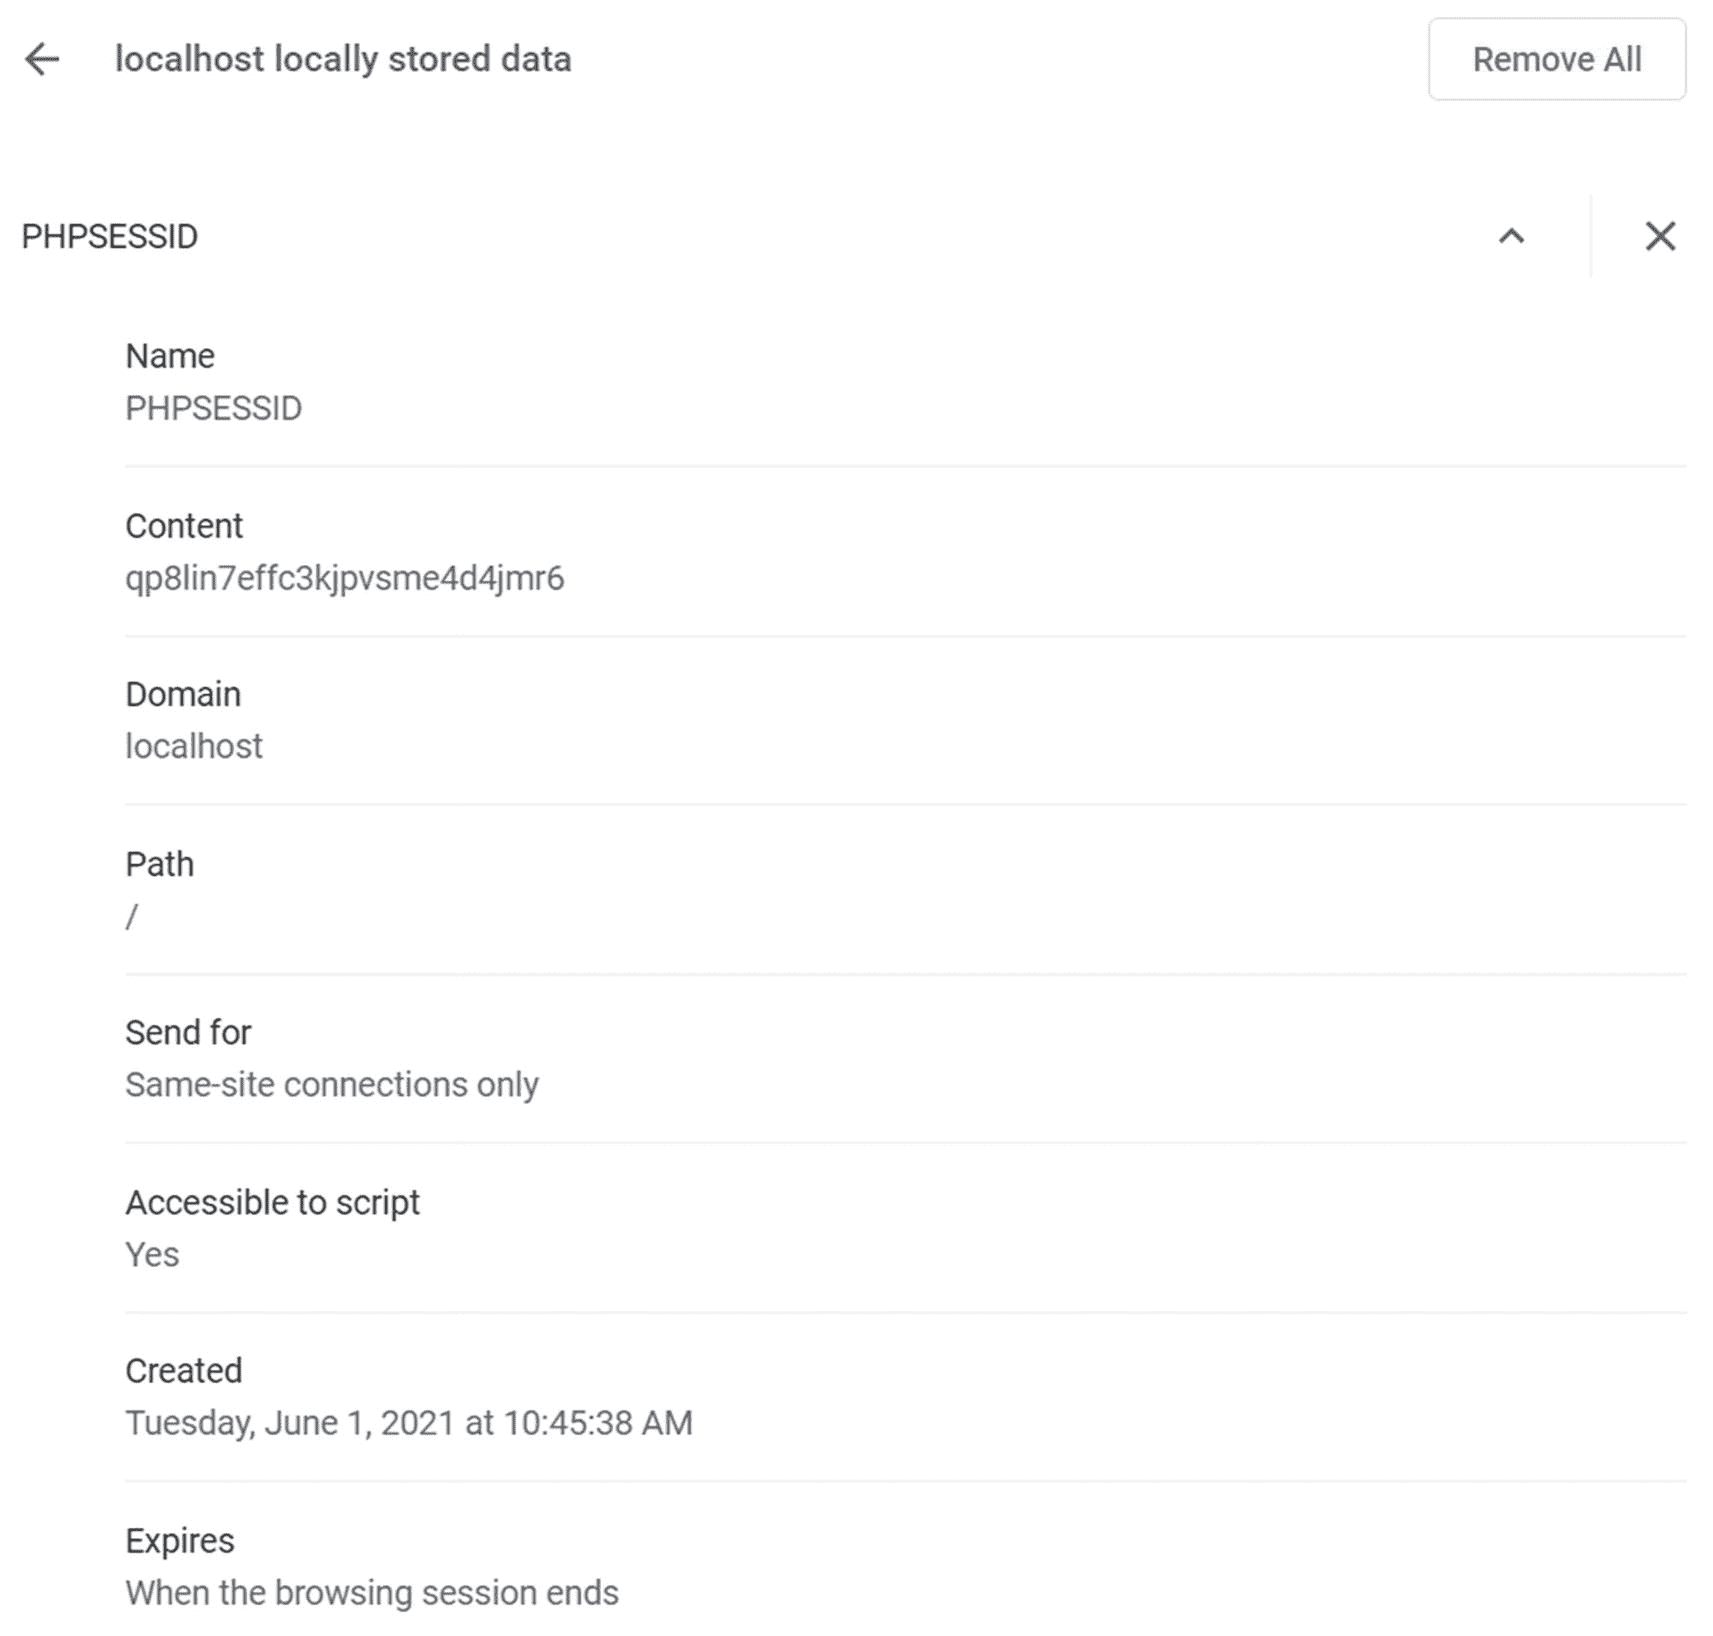 localhost locally stored data
Remove All
PHPSESSID
Name
PHPSESSID
Content
qp8lin7effc3kjpvsme4d4jmr6
Domain
localhost
Path
/
Send for
Same-site connections only
Accessible to script
Yes
Created
Tuesday, June 1, 2021 at 10:45:38 AM
Expires
When the browsing session ends